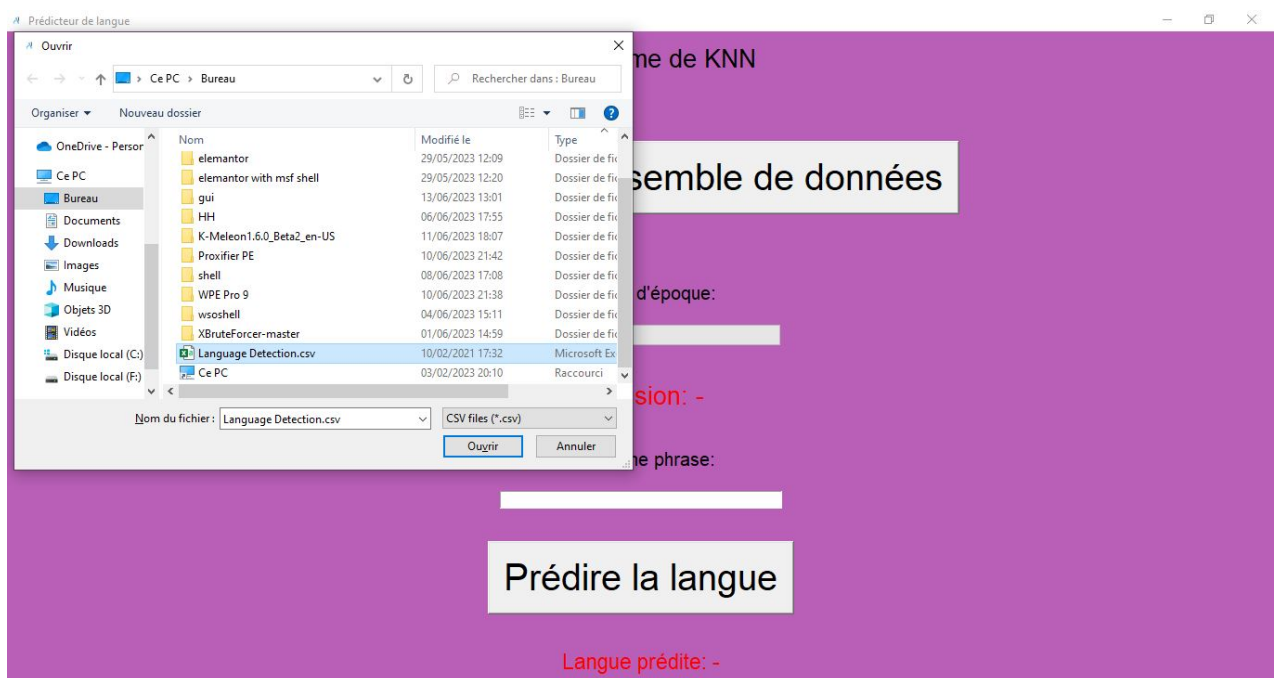 Prédicteur de langue
Ouvrir
Ce PC > Bureau
Rechercher dans : Bureau
Organiser
Nouveau dossier
Nom Modifié le Type
elemantor 29/05/2023 12:09 Dossier de fic
elemantor with msf shell 29/05/2023 12:20 Dossier de fic
gui 13/06/2023 13:01 Dossier de fic
HH 06/06/2023 17:55 Dossier de fic
K-Meleon1.6.0_Beta2_en-US 11/06/2023 18:07 Dossier de fic
Proxifier PE 10/06/2023 21:42 Dossier de fic
shell 08/06/2023 17:08 Dossier de fic
WPE Pro 9 10/06/2023 21:38 Dossier de fic
wsoshell 04/06/2023 15:11 Dossier de fic
XBruteForcer-master 01/06/2023 14:59 Dossier de fic
Language Detection.csv 10/02/2021 17:32 Microsoft Ex
Ce PC 03/02/2023 20:10 Raccourci
OneDrive - Person
Ce PC
Bureau
Documents
Downloads
Images
Musique
Objets 3D
Vidéos
Disque local (C:)
Disque local (F:)
Nom du fichier : Language Detection.csv
CSV files (*.csv)
Ouvrir Annuler
me de KNN
semble de données
d'époque:
sion: -
ne phrase:
Prédire la langue
Langue prédite: -